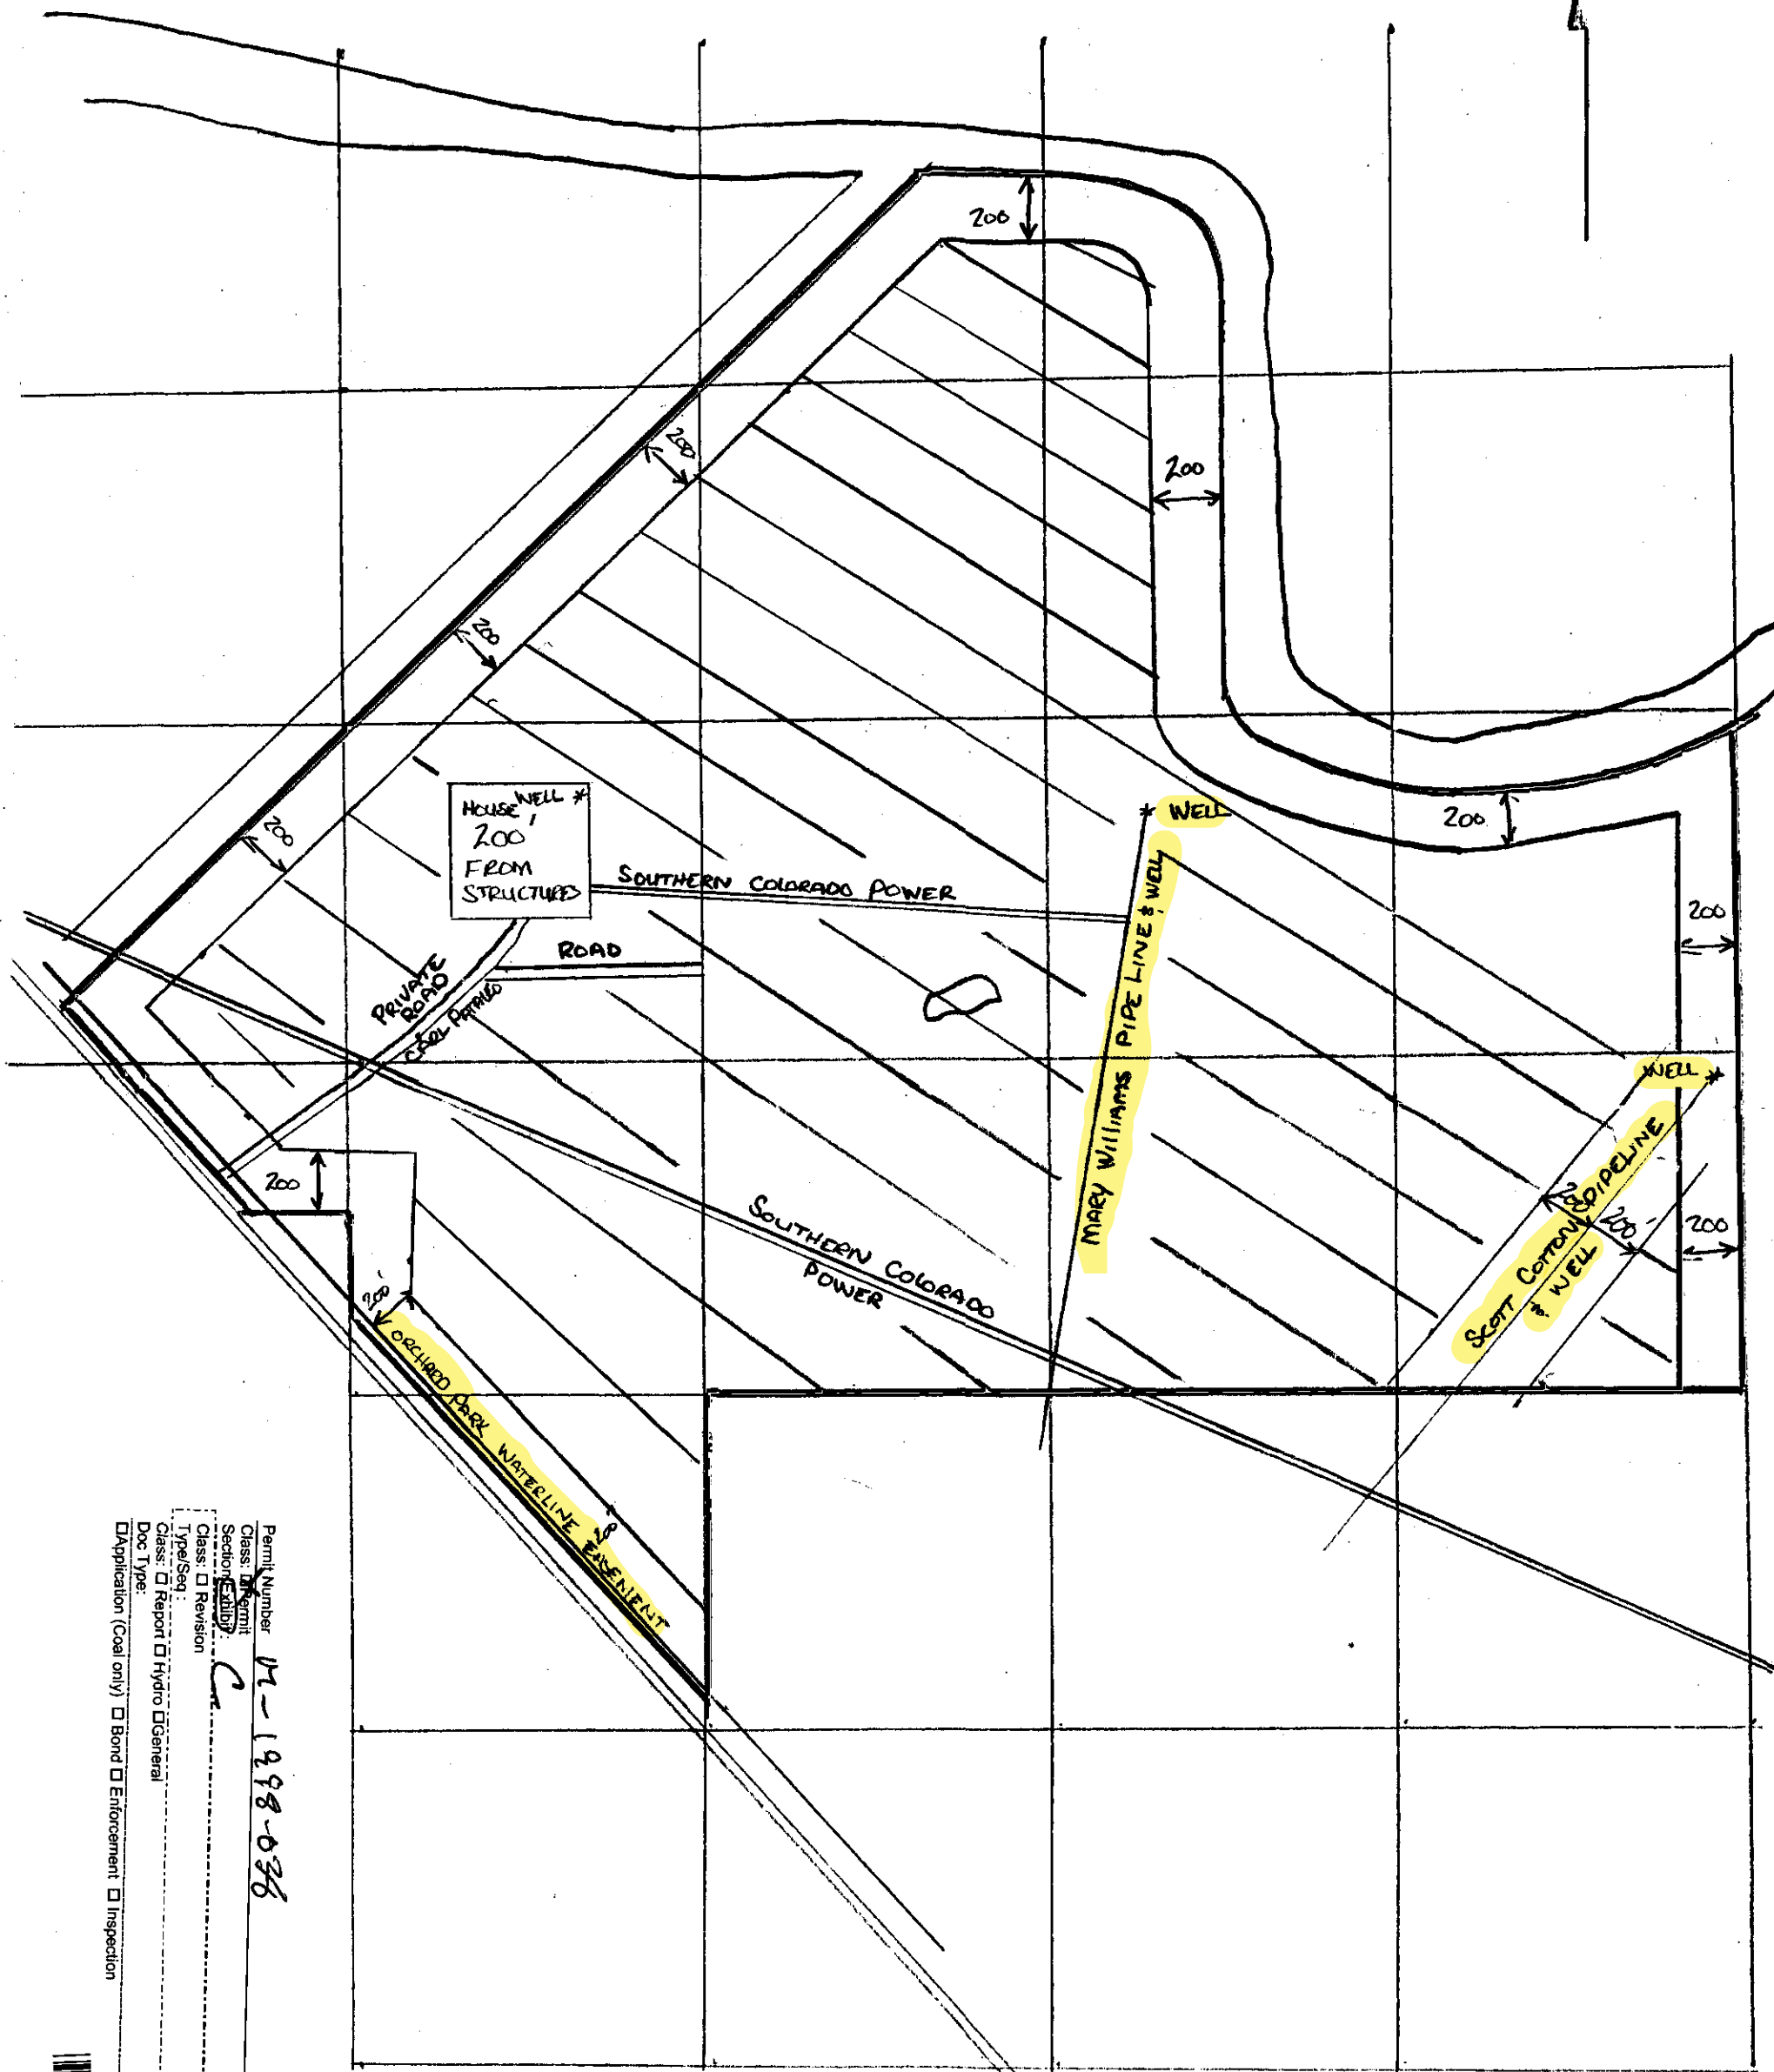 200
200
200
200
200
HOUSE WELL *
200'
FROM
STRUCTURES
* WELL
200
SOUTHERN COLORADO POWER
200
ROAD
PRIVATE
ROAD
MARY WILLIAMS PIPE LINE & WELL
WELL *
200
SCOTT COTTON PIPELINE
& WELL
200'
200
SOUTHERN COLORADO
POWER
200'
ORCHARD PARK WATERLINE EASEMENT
Permit Number M-1998-036
Class: Permit
Section Exhibit: C
Class: □ Revision
Type/Seq.:
Class: □ Report □ Hydro □ General
Doc Type:
□ Application (Coal only) □ Bond □ Enforcement □ Inspection